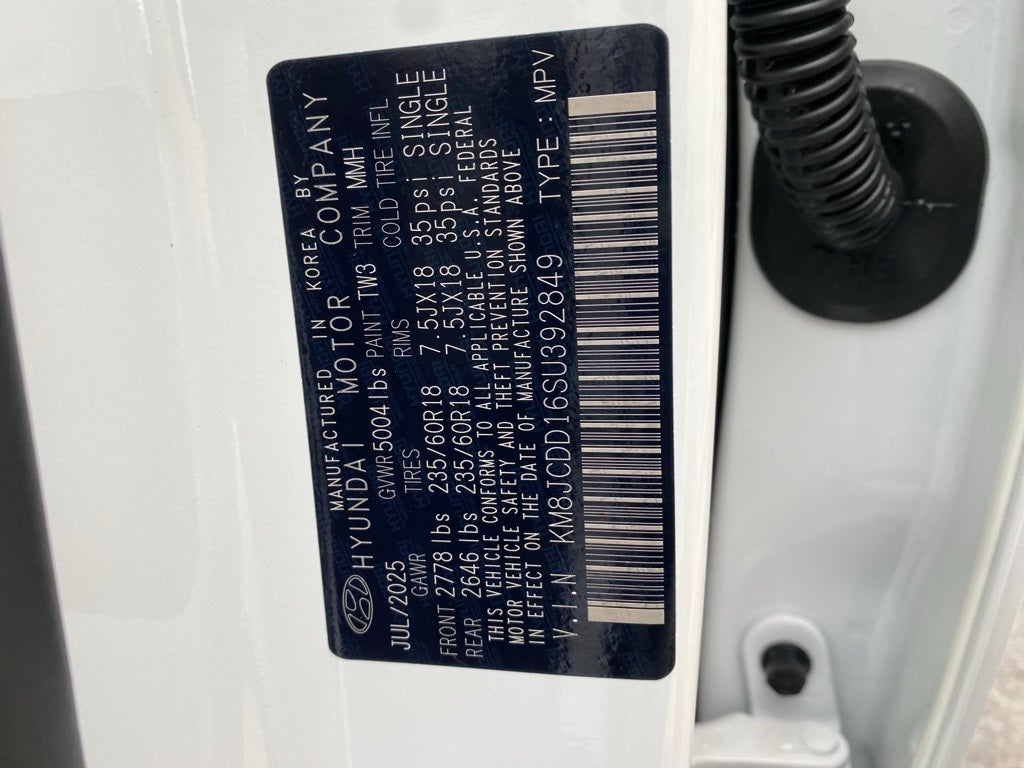 MANUFACTURED IN KOREA BY
HYUNDAI MOTOR COMPANY
JUL/2025 GVWR 5004 lbs PAINT TW3 TRIM MMH
GAWR TIRES RIMS COLD TIRE INFL
FRONT 2778 lbs 235/60R18 7.5JX18 35psi SINGLE
REAR 2646 lbs 235/60R18 7.5JX18 35psi SINGLE
THIS VEHICLE CONFORMS TO ALL APPLICABLE U.S.A. FEDERAL
MOTOR VEHICLE SAFETY AND THEFT PREVENTION STANDARDS
IN EFFECT ON THE DATE OF MANUFACTURE SHOWN ABOVE
V.I.N KM8JCDD16SU392849 TYPE: MPV